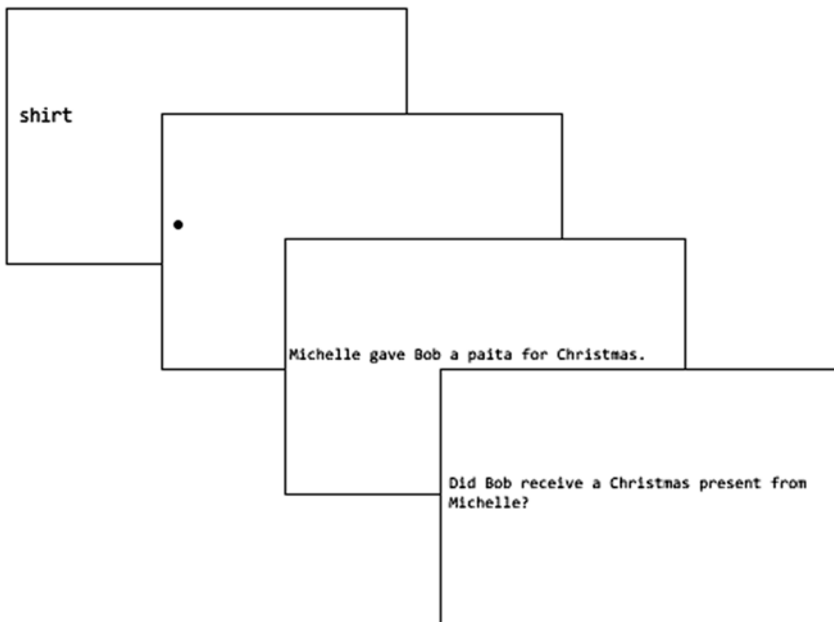 shirt
Michelle gave Bob a paita for Christmas.
Did Bob receive a Christmas present from
Michelle?